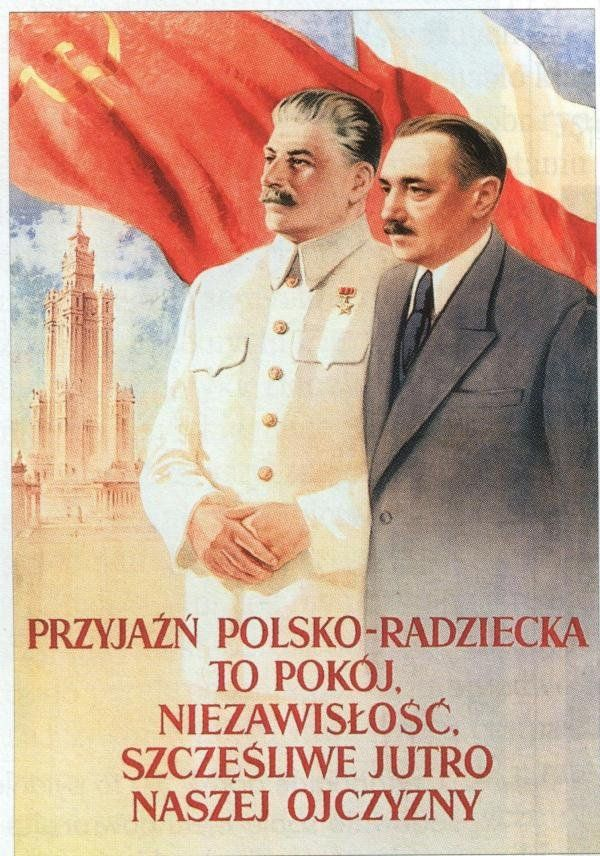 PRZYJAŹŃ POLSKO-RADZIECKA
TO POKÓJ,
NIEZAWISŁOŚĆ,
SZCZĘŚLIWE JUTRO
NASZEJ OJCZYZNY